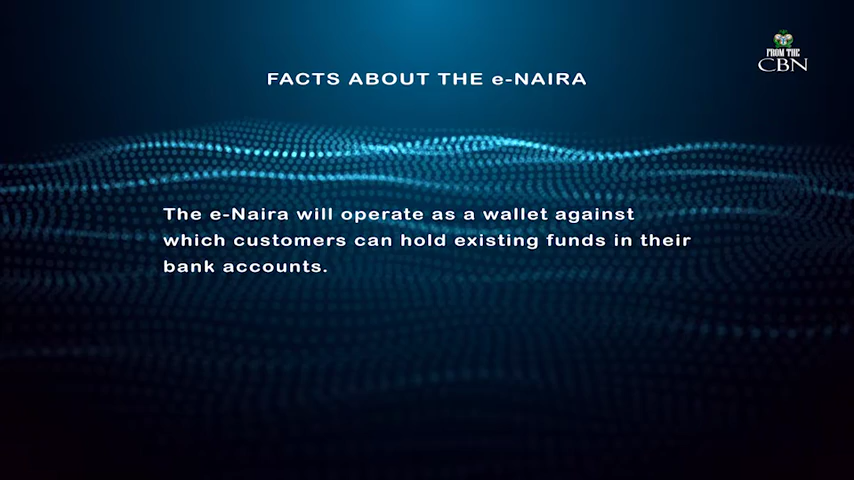 FROM THE
CBN
FACTS ABOUT THE e-NAIRA
The e-Naira will operate as a wallet against
which customers can hold existing funds in their
bank accounts.